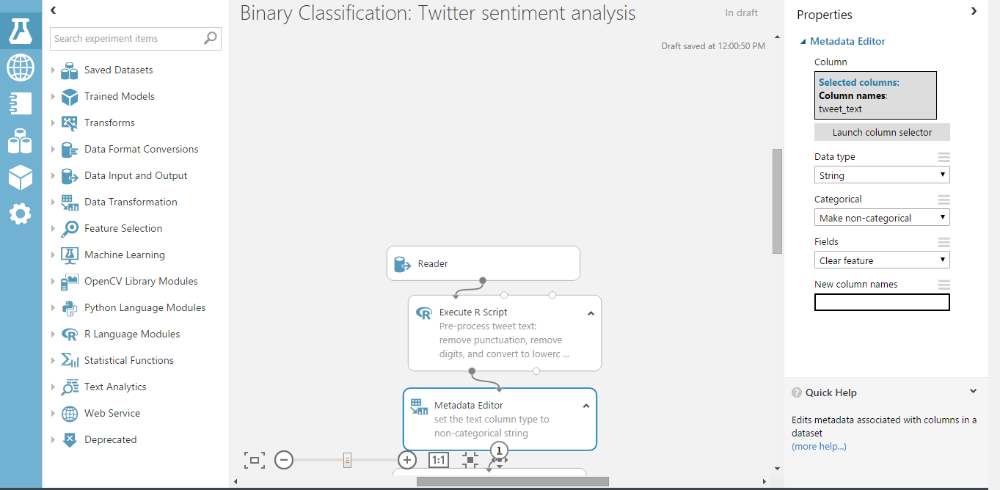 Search experiment items
Saved Datasets
Trained Models
Transforms
Data Format Conversions
Data Input and Output
Data Transformation
Feature Selection
Machine Learning
OpenCV Library Modules
Python Language Modules
R Language Modules
Statistical Functions
Text Analytics
Web Service
Deprecated
Binary Classification: Twitter sentiment analysis
In draft
Draft saved at 12:00:50 PM
Reader
Execute R Script
Pre-process tweet text:
remove punctuation, remove
digits, and convert to lowerc ...
Metadata Editor
set the text column type to
non-categorical string
1
1:1
Properties
Metadata Editor
Column
Selected columns:
Column names:
tweet_text
Launch column selector
Data type
String
Categorical
Make non-categorical
Fields
Clear feature
New column names
Quick Help
Edits metadata associated with columns in a
dataset
(more help...)